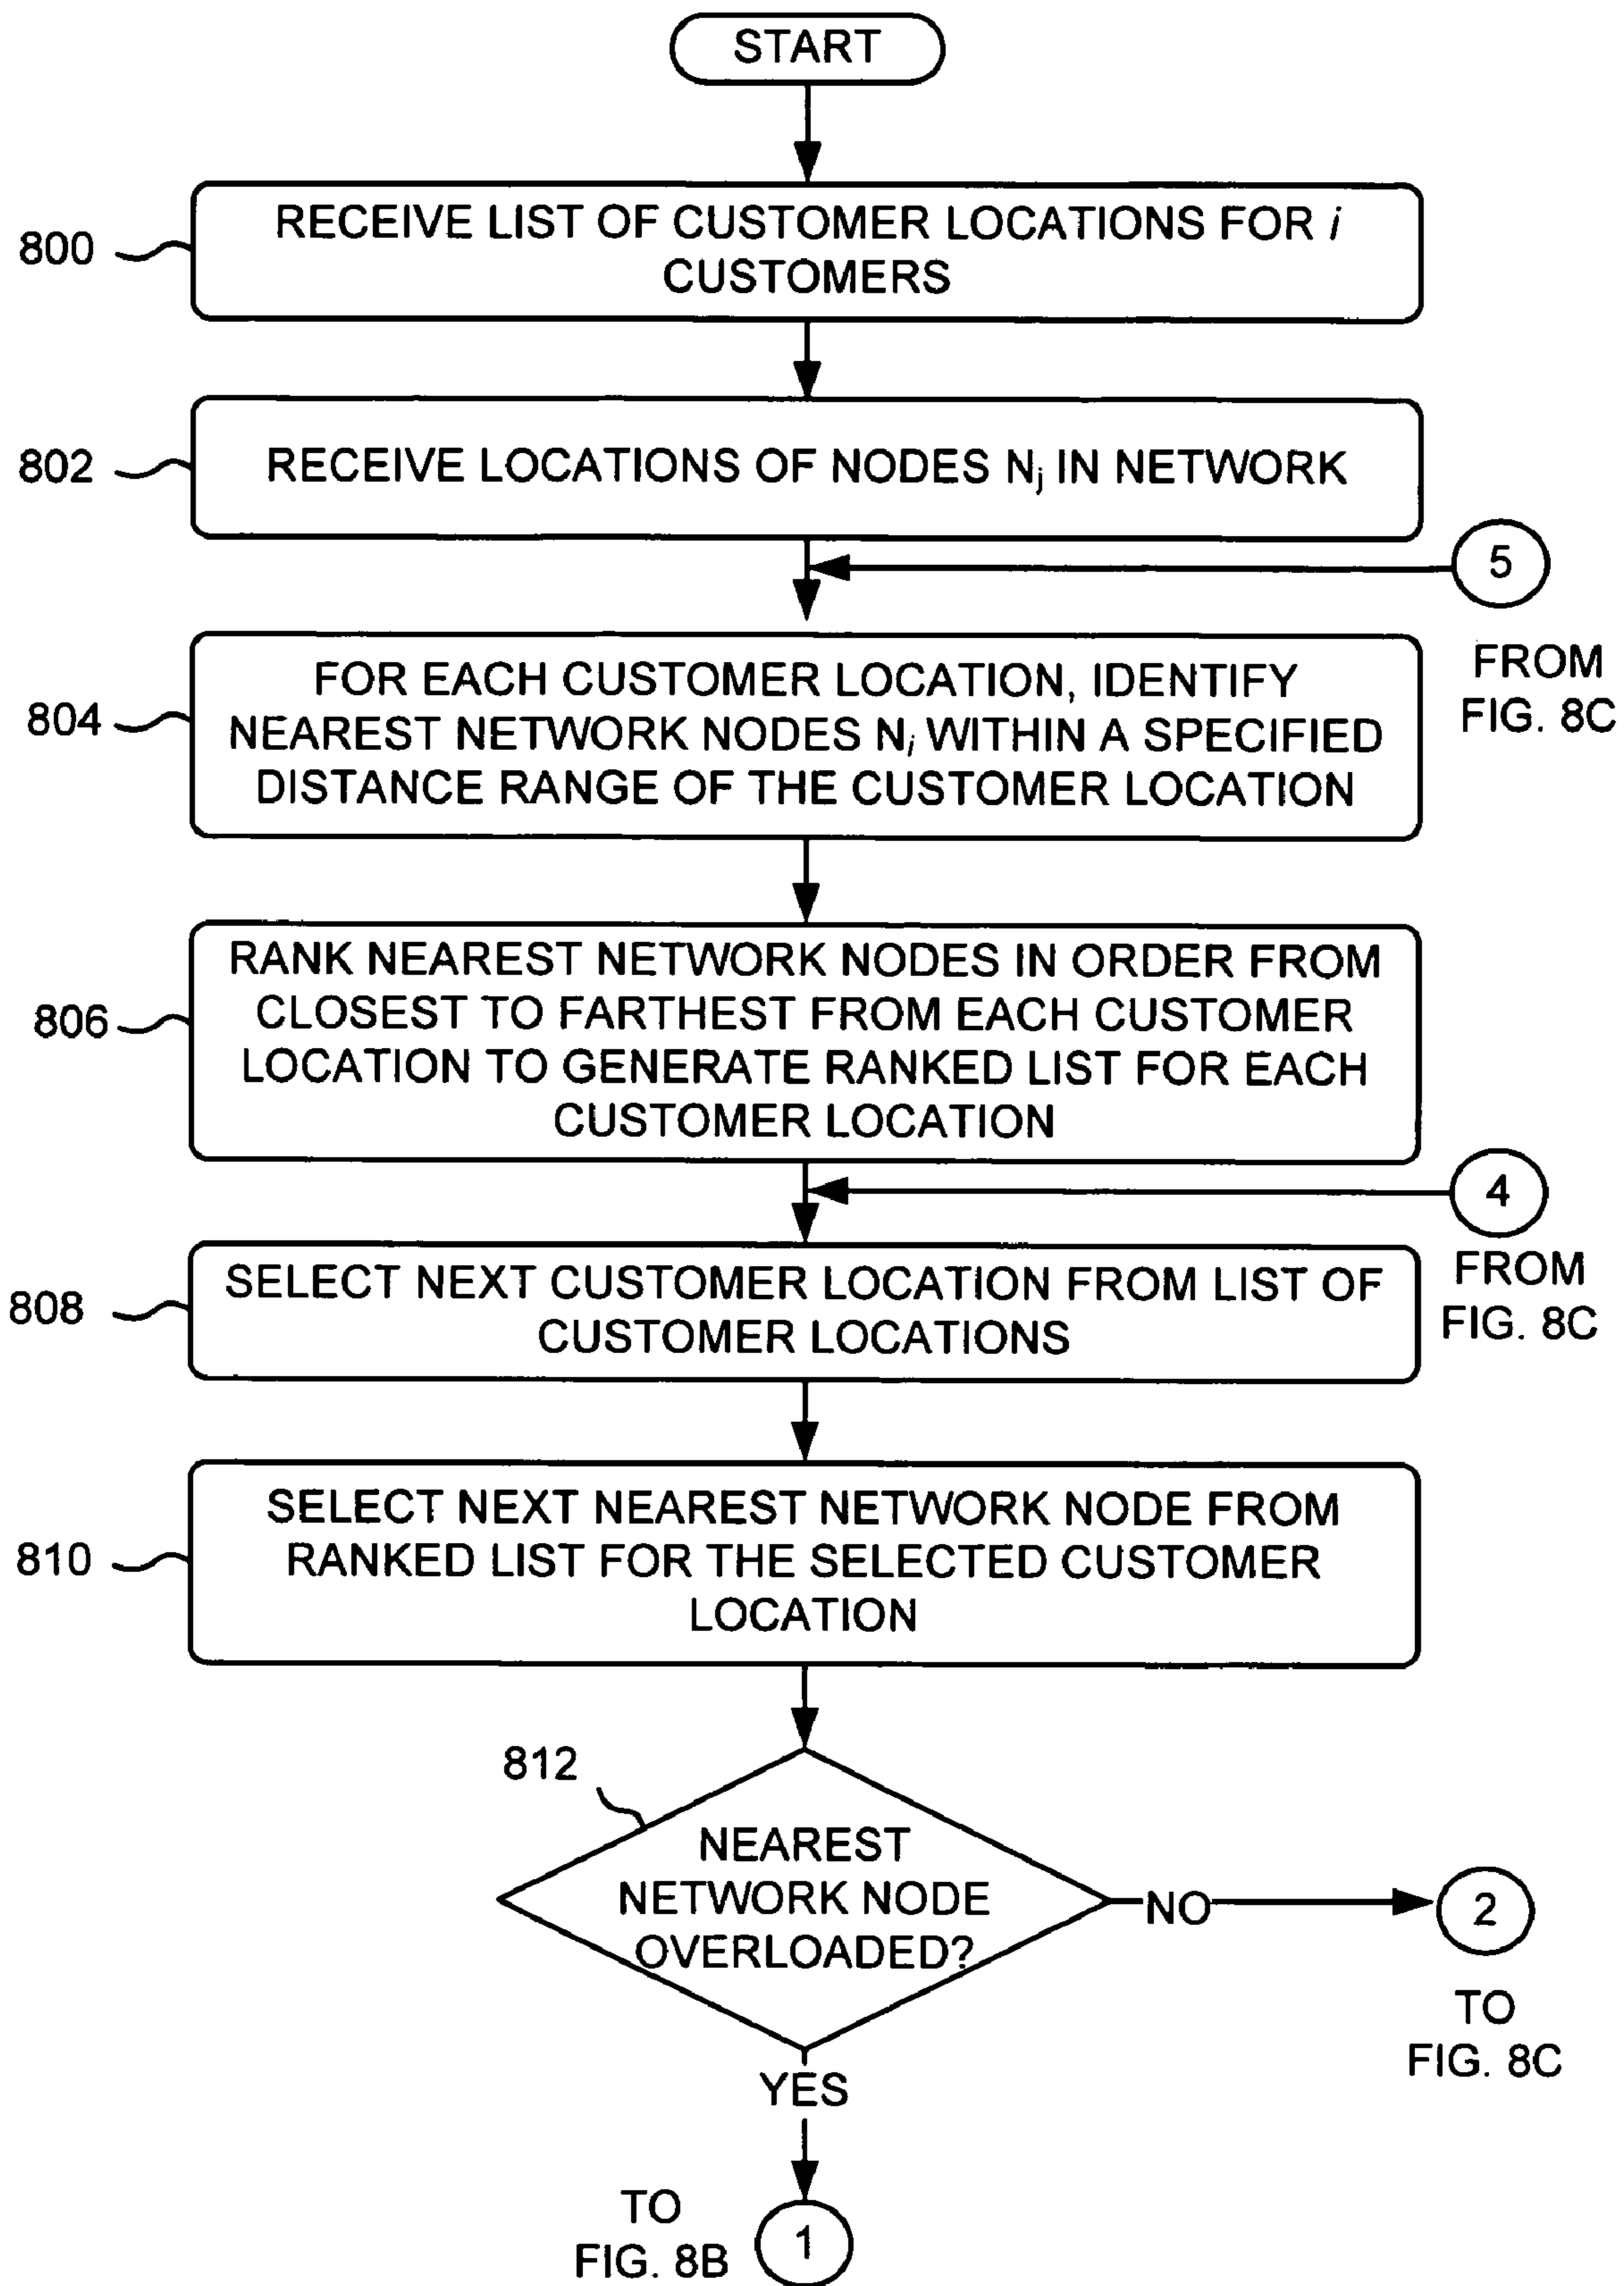 START
800
RECEIVE LIST OF CUSTOMER LOCATIONS FOR i
CUSTOMERS
802
RECEIVE LOCATIONS OF NODES Nj IN NETWORK
5
FROM
FIG. 8C
804
FOR EACH CUSTOMER LOCATION, IDENTIFY
NEAREST NETWORK NODES Ni WITHIN A SPECIFIED
DISTANCE RANGE OF THE CUSTOMER LOCATION
806
RANK NEAREST NETWORK NODES IN ORDER FROM
CLOSEST TO FARTHEST FROM EACH CUSTOMER
LOCATION TO GENERATE RANKED LIST FOR EACH
CUSTOMER LOCATION
4
FROM
FIG. 8C
808
SELECT NEXT CUSTOMER LOCATION FROM LIST OF
CUSTOMER LOCATIONS
810
SELECT NEXT NEAREST NETWORK NODE FROM
RANKED LIST FOR THE SELECTED CUSTOMER
LOCATION
812
NEAREST
NETWORK NODE
OVERLOADED?
NO
2
TO
FIG. 8C
YES
TO
FIG. 8B
1